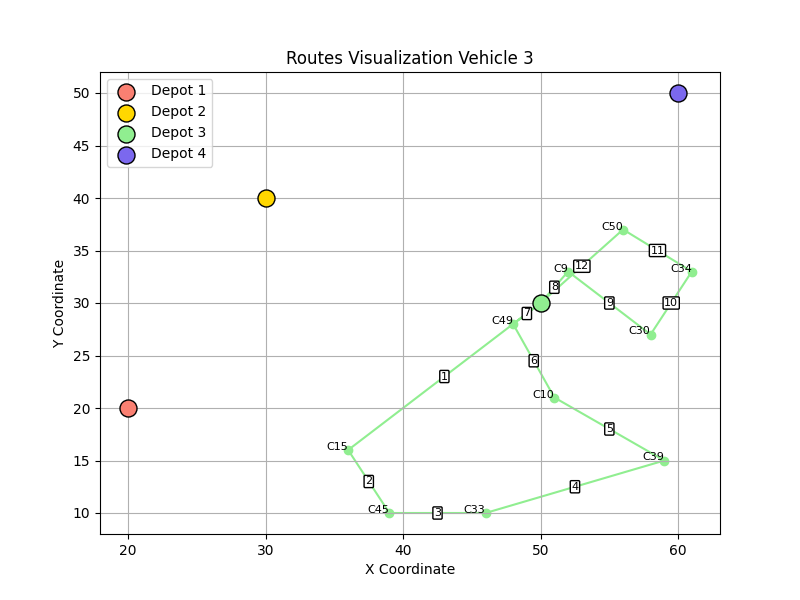 Routes Visualization Vehicle 3
Depot 1
Depot 2
Depot 3
Depot 4
Y Coordinate
50
45
40
35
30
25
20
15
10
C50
11
C9
12
C34
8
9
10
7
C49
C30
6
1
C10
5
C15
C39
2
4
C45
3
C33
20
30
40
50
60
X Coordinate